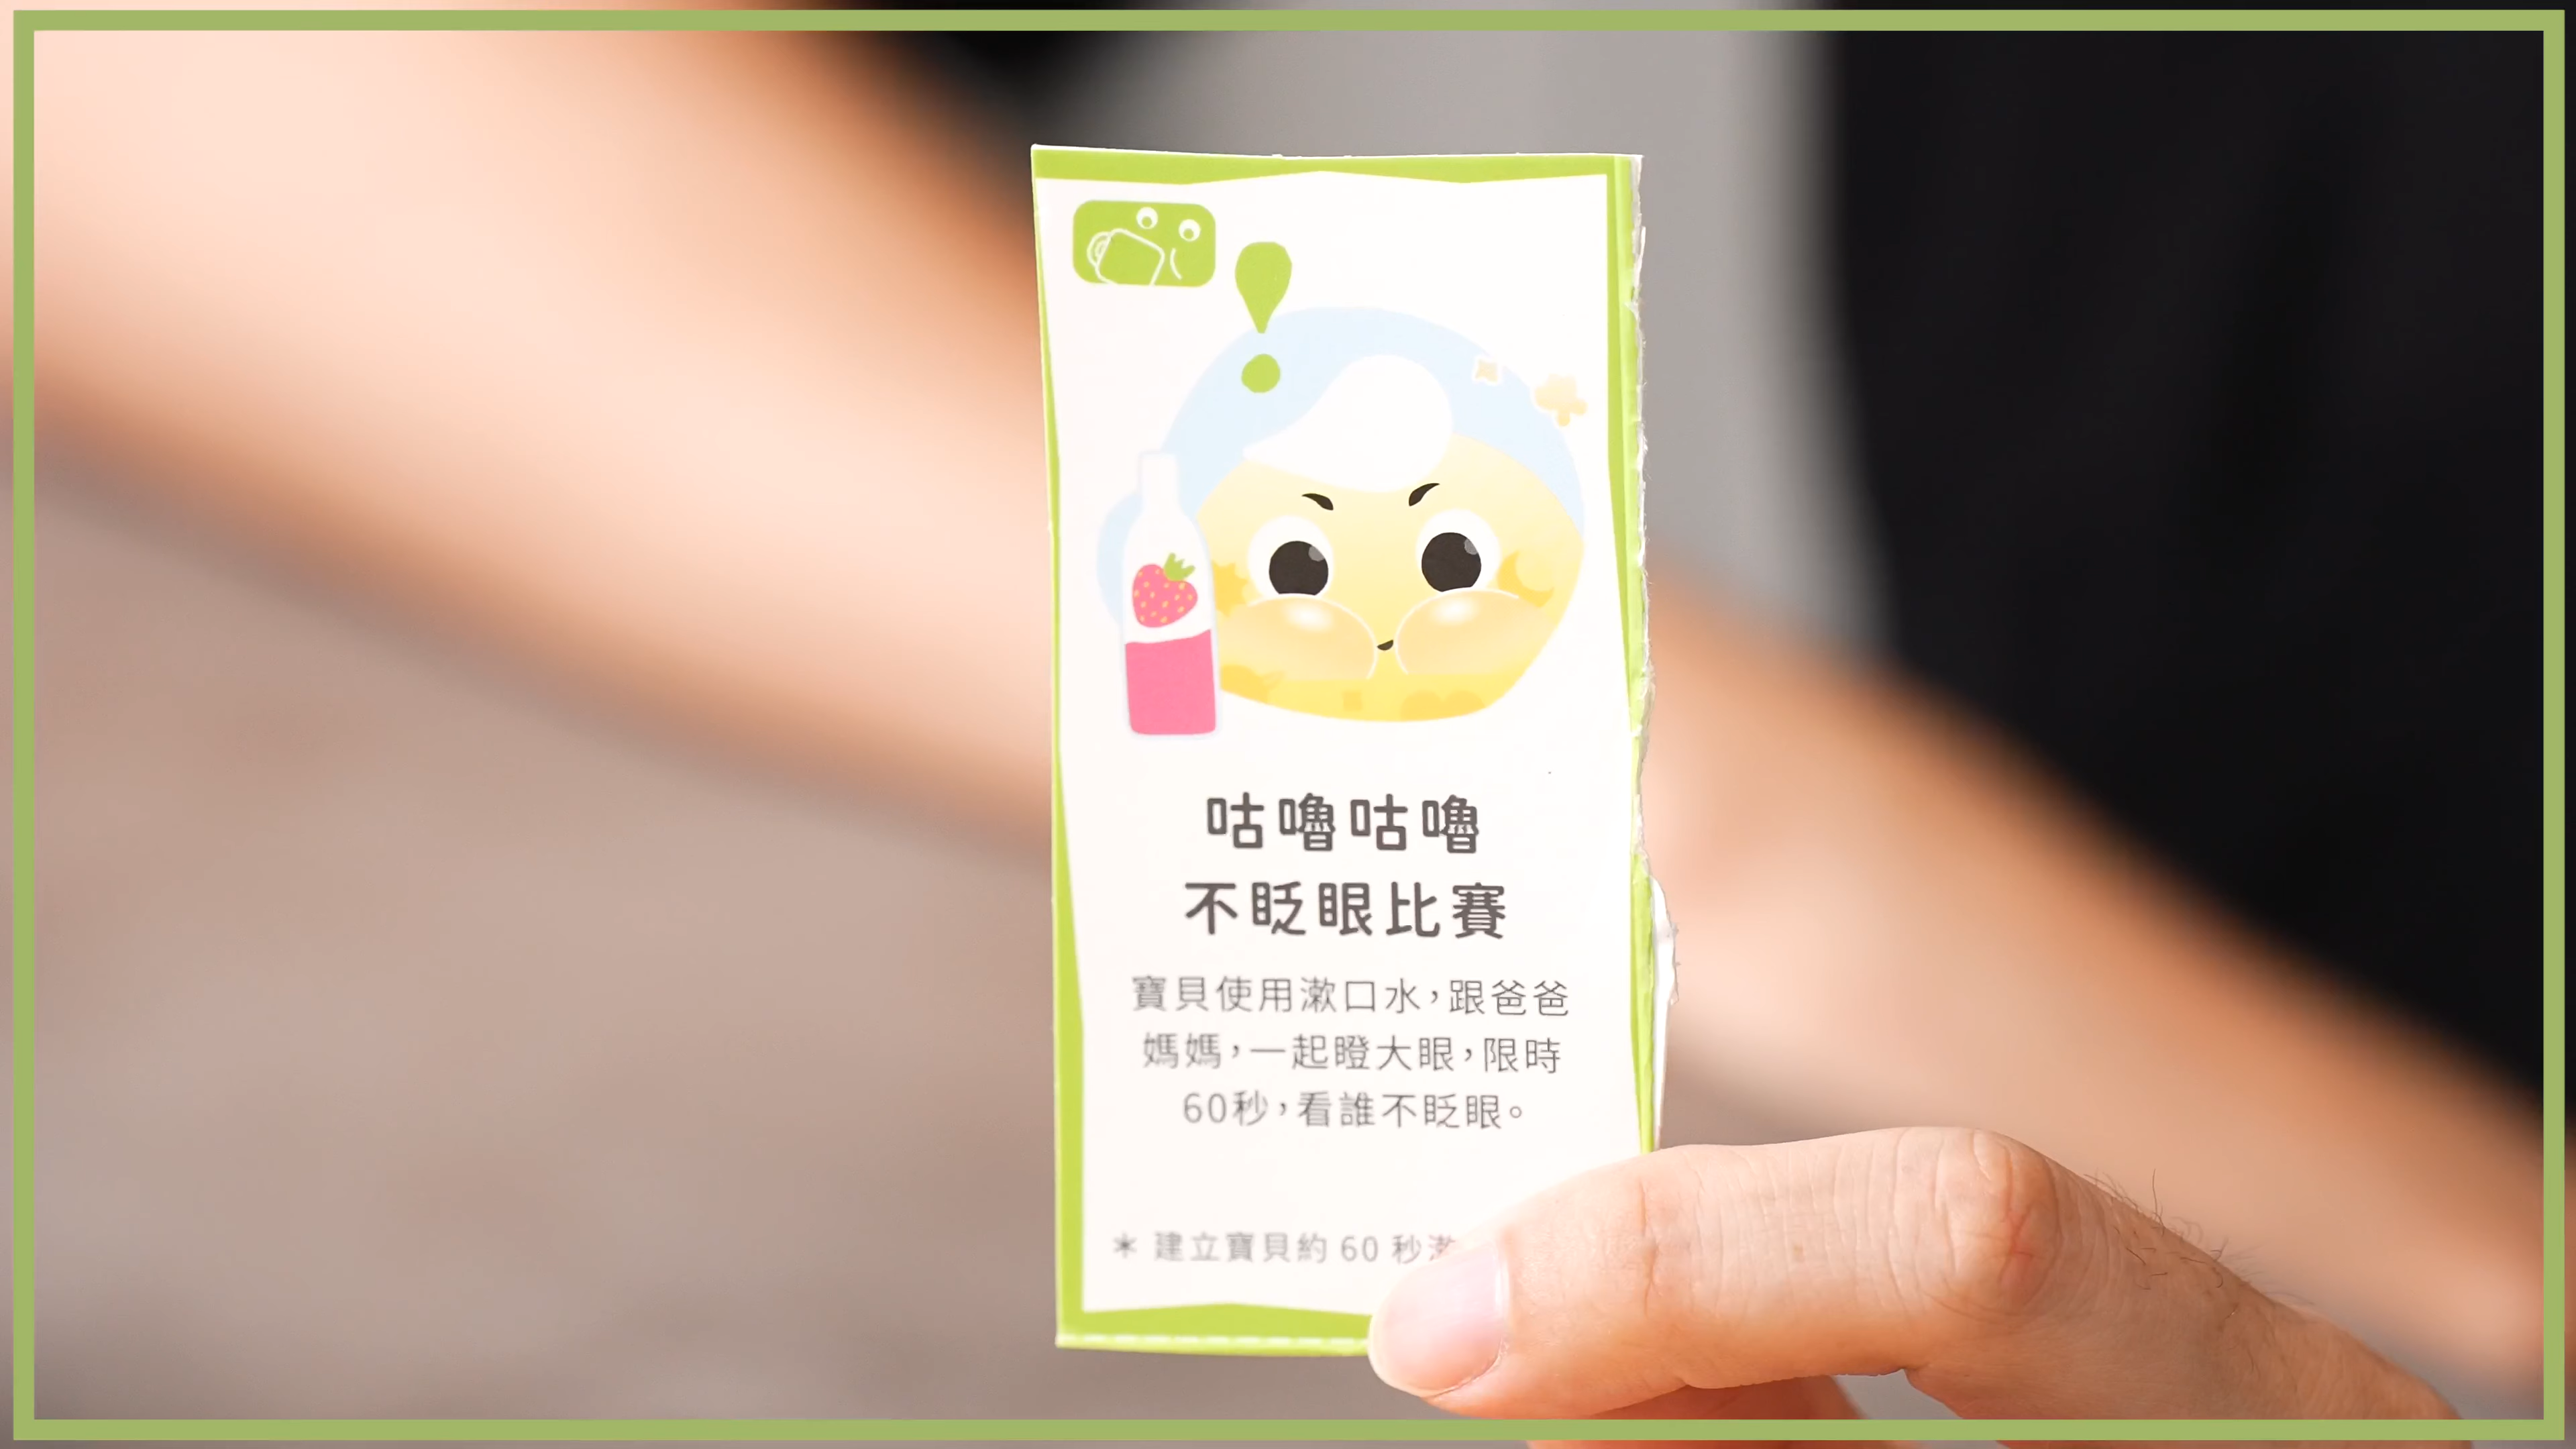 咕嚕咕嚕
不眨眼比賽
寶貝使用漱口水，跟爸爸
媽媽，一起瞪大眼，限時
60秒，看誰不眨眼。
＊ 建立寶貝約 60 秒